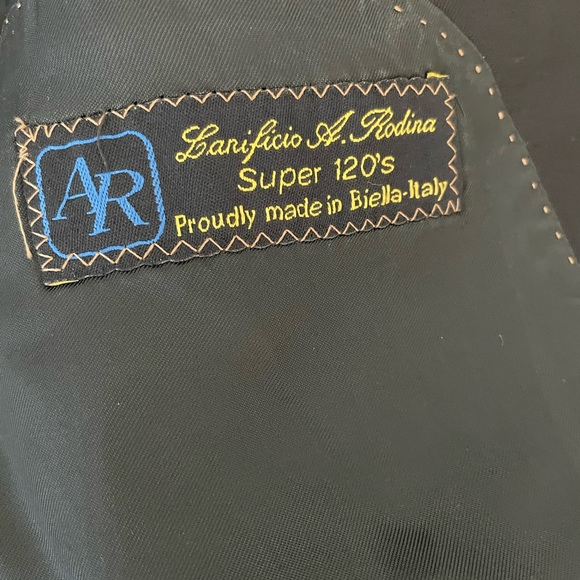 AR
Lanificio A. Rodina
Super 120's
Proudly made in Biella-Italy